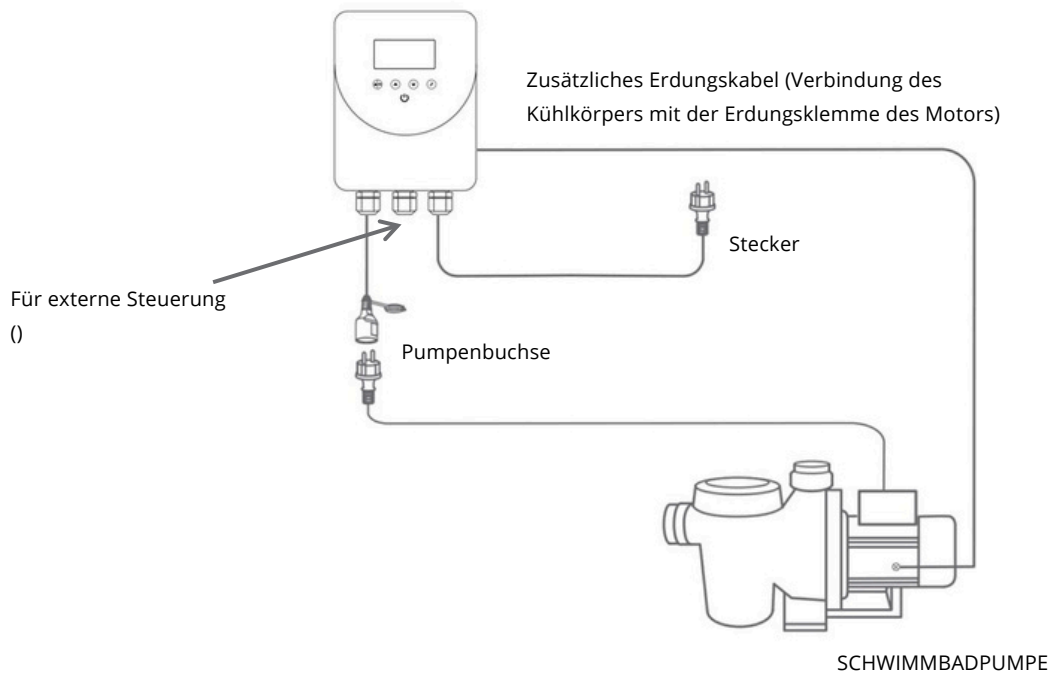 Zusätzliches Erdungskabel (Verbindung des
Kühlkörpers mit der Erdungsklemme des Motors)
Stecker
Für externe Steuerung
()
Pumpenbuchse
SCHWIMMBADPUMPE